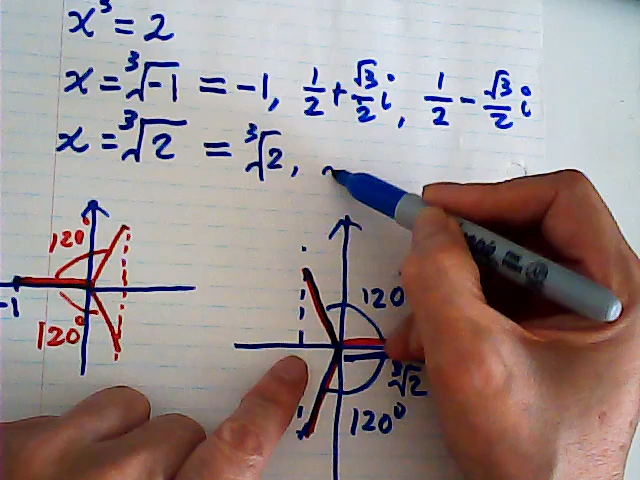 x³ = 2
x = ∛-1 = -1, 1/2 + √3/2 i, 1/2 - √3/2 i
x = ∛2 = ∛2,
120°
-1
120°
120
∛2
120°